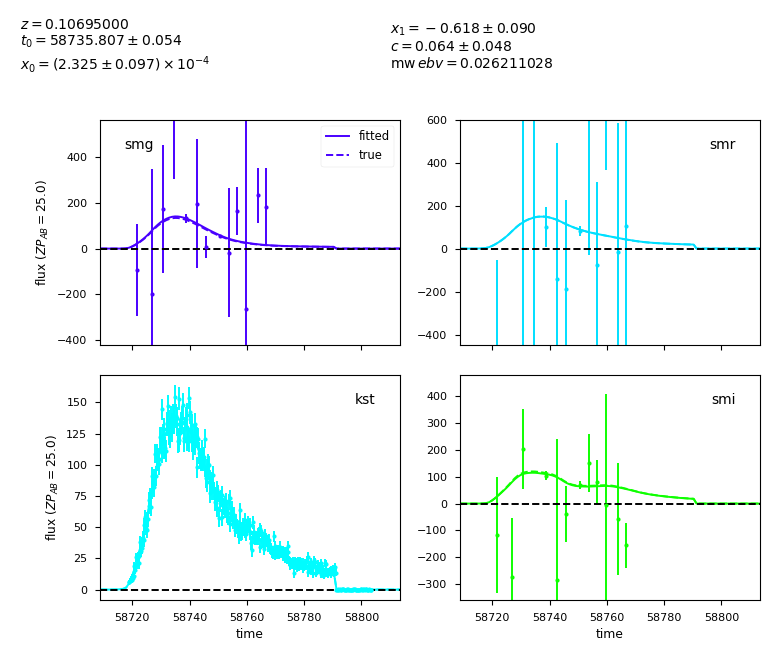 z = 0.10695000
t₀ = 58735.807 ± 0.054
x₀ = (2.325 ± 0.097) × 10⁻⁴
x₁ = −0.618 ± 0.090
c = 0.064 ± 0.048
mw ebv = 0.026211028
flux (ZP_AB = 25.0)
400
200
0
−200
−400
smg
fitted
true
600
400
200
0
−200
−400
smr
flux (ZP_AB = 25.0)
150
125
100
75
50
25
0
kst
58720
58740
58760
58780
58800
time
400
300
200
100
0
−100
−200
−300
smi
58720
58740
58760
58780
58800
time